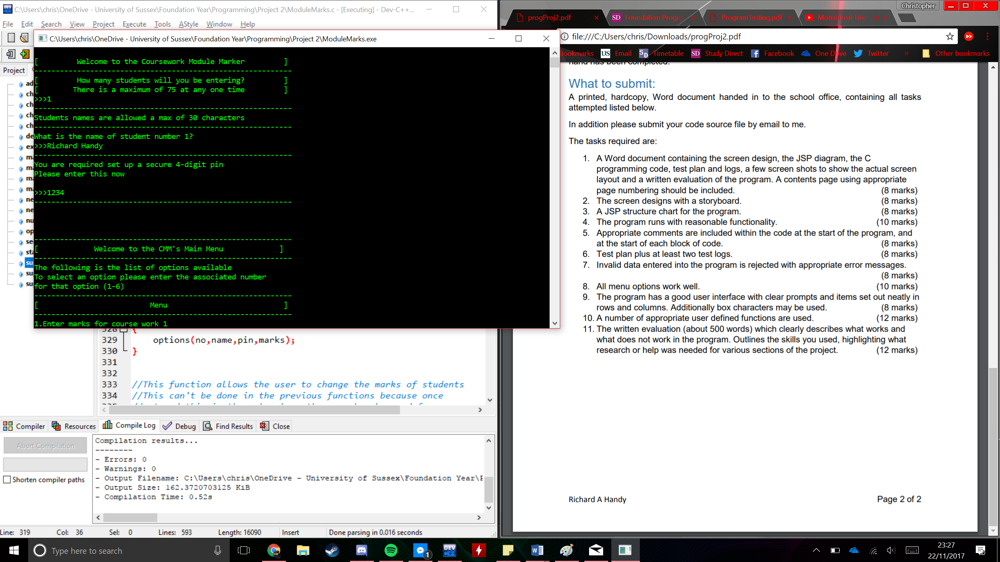 C:\Users\chris\OneDrive - University of Sussex\Foundation Year\Programming\Project 2\ModuleMarks.c - [Executing] - Dev-C++...
File Edit Search View Project Execute Tools AStyle Window Help
C:\Users\chris\OneDrive - University of Sussex\Foundation Year\Programming\Project 2\ModuleMarks.exe
Project
[ Welcome to the Coursework Module Marker ]
------------------------------------------------------------
[ How many students will you be entering? ]
[ There is a maximum of 75 at any one time ]
>>>1
------------------------------------------------------------
Students names are allowed a max of 30 characters
------------------------------------------------------------
What is the name of student number 1?
>>>Richard Handy
------------------------------------------------------------
You are required set up a secure 4-digit pin
Please enter this now
>>>1234
------------------------------------------------------------
------------------------------------------------------------
[ Welcome to the CMM's Main Menu ]
------------------------------------------------------------
The following is the list of options available
To select an option please enter the associated number
for that option (1-6)
------------------------------------------------------------
[ Menu ]
------------------------------------------------------------
1.Enter marks for course work 1
ad
ch
ch
ch
ch
de
ex
ma
ma
ma
ma
ne
ne
nu
op
se
sta
su
su
su
328 {
329 options(no,name,pin,marks);
330 }
331
332
333 //This function allows the user to change the marks of students
334 //This can't be done in the previous functions because once
Compiler Resources Compile Log Debug Find Results Close
Abort Compilation
Shorten compiler paths
Compilation results...
--------
- Errors: 0
- Warnings: 0
- Output Filename: C:\Users\chris\OneDrive - University of Sussex\Foundation Year\
- Output Size: 162.3720703125 KiB
- Compilation Time: 0.52s
Line: 319 Col: 36 Sel: 0 Lines: 593 Length: 16090 Insert Done parsing in 0.016 seconds
Christopher
progProj2.pdf SD Foundation Progra ProgramTesting.pdf Monstercat Unc
file:///C:/Users/chris/Downloads/progProj2.pdf
Bookmarks US Email SD Timetable SD Study Direct Facebook One Drive Twitter » Other bookmarks
hand has been completed.
What to submit:
A printed, hardcopy, Word document handed in to the school office, containing all tasks
attempted listed below.
In addition please submit your code source file by email to me.
The tasks required are:
1. A Word document containing the screen design, the JSP diagram, the C
programming code, test plan and logs, a few screen shots to show the actual screen
layout and a written evaluation of the program. A contents page using appropriate
page numbering should be included. (8 marks)
2. The screen designs with a storyboard. (8 marks)
3. A JSP structure chart for the program. (8 marks)
4. The program runs with reasonable functionality. (10 marks)
5. Appropriate comments are included within the code at the start of the program, and
at the start of each block of code. (8 marks)
6. Test plan plus at least two test logs. (8 marks)
7. Invalid data entered into the program is rejected with appropriate error messages.
(8 marks)
8. All menu options work well. (10 marks)
9. The program has a good user interface with clear prompts and items set out neatly in
rows and columns. Additionally box characters may be used. (8 marks)
10. A number of appropriate user defined functions are used. (12 marks)
11. The written evaluation (about 500 words) which clearly describes what works and
what does not work in the program. Outlines the skills you used, highlighting what
research or help was needed for various sections of the project. (12 marks)
Richard A Handy Page 2 of 2
Type here to search
1
DEV C++
23:27
22/11/2017